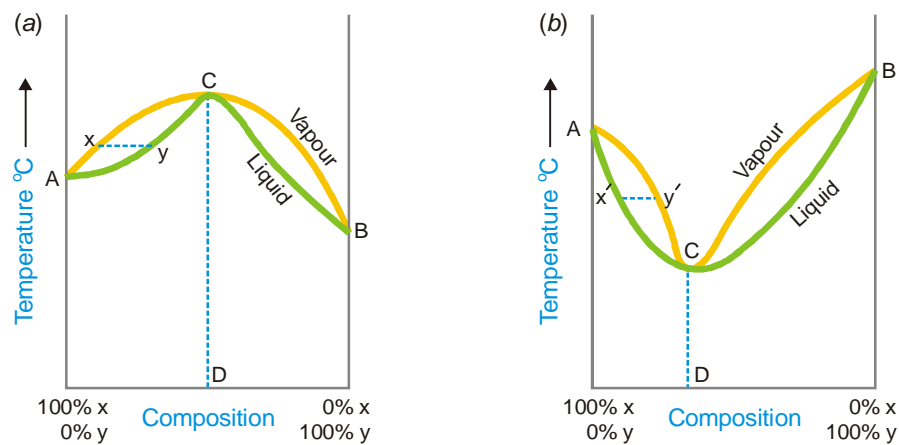 (a)
C
x
y
Vapour
Liquid
A
B
Temperature °C
D
100% x
0% y
Composition
0% x
100% y
(b)
B
A
Vapour
x′
y′
Liquid
C
Temperature °C
D
100% x
0% y
Composition
0% x
100% y